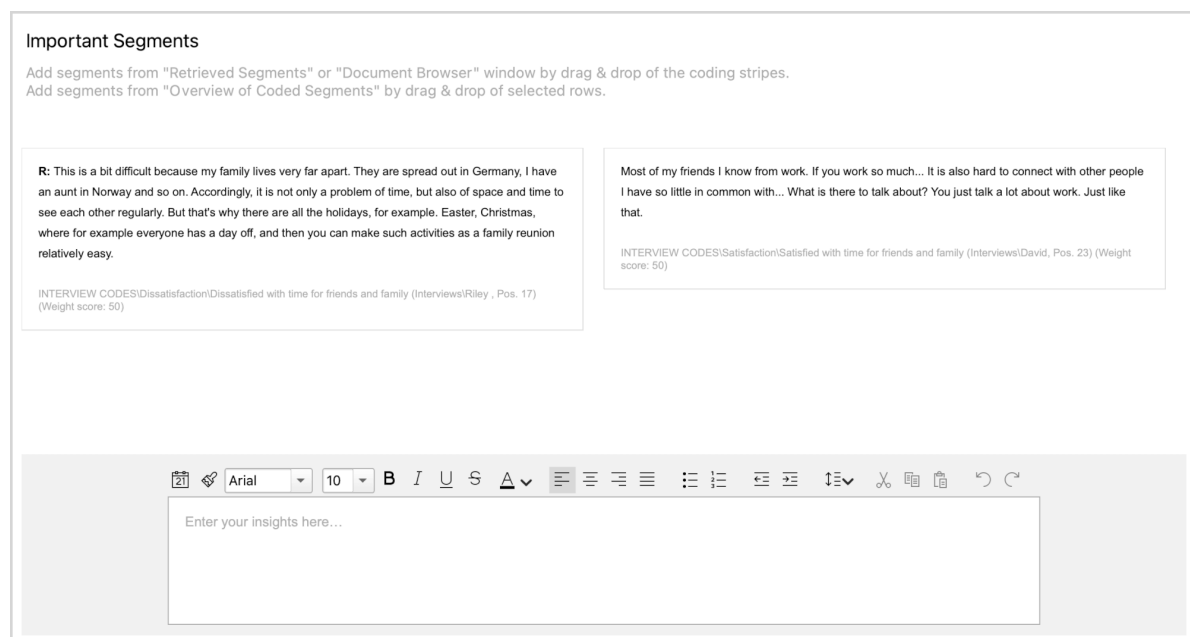 Important Segments
Add segments from "Retrieved Segments" or "Document Browser" window by drag & drop of the coding stripes.
Add segments from "Overview of Coded Segments" by drag & drop of selected rows.
R: This is a bit difficult because my family lives very far apart. They are spread out in Germany, I have
an aunt in Norway and so on. Accordingly, it is not only a problem of time, but also of space and time to
see each other regularly. But that's why there are all the holidays, for example. Easter, Christmas,
where for example everyone has a day off, and then you can make such activities as a family reunion
relatively easy.
INTERVIEW CODES\Dissatisfaction\Dissatisfied with time for friends and family (Interviews\Riley , Pos. 17)
(Weight score: 50)
Most of my friends I know from work. If you work so much... It is also hard to connect with other people
I have so little in common with... What is there to talk about? You just talk a lot about work. Just like
that.
INTERVIEW CODES\Satisfaction\Satisfied with time for friends and family (Interviews\David, Pos. 23) (Weight
score: 50)
21 Arial 10 B I U S A
Enter your insights here...